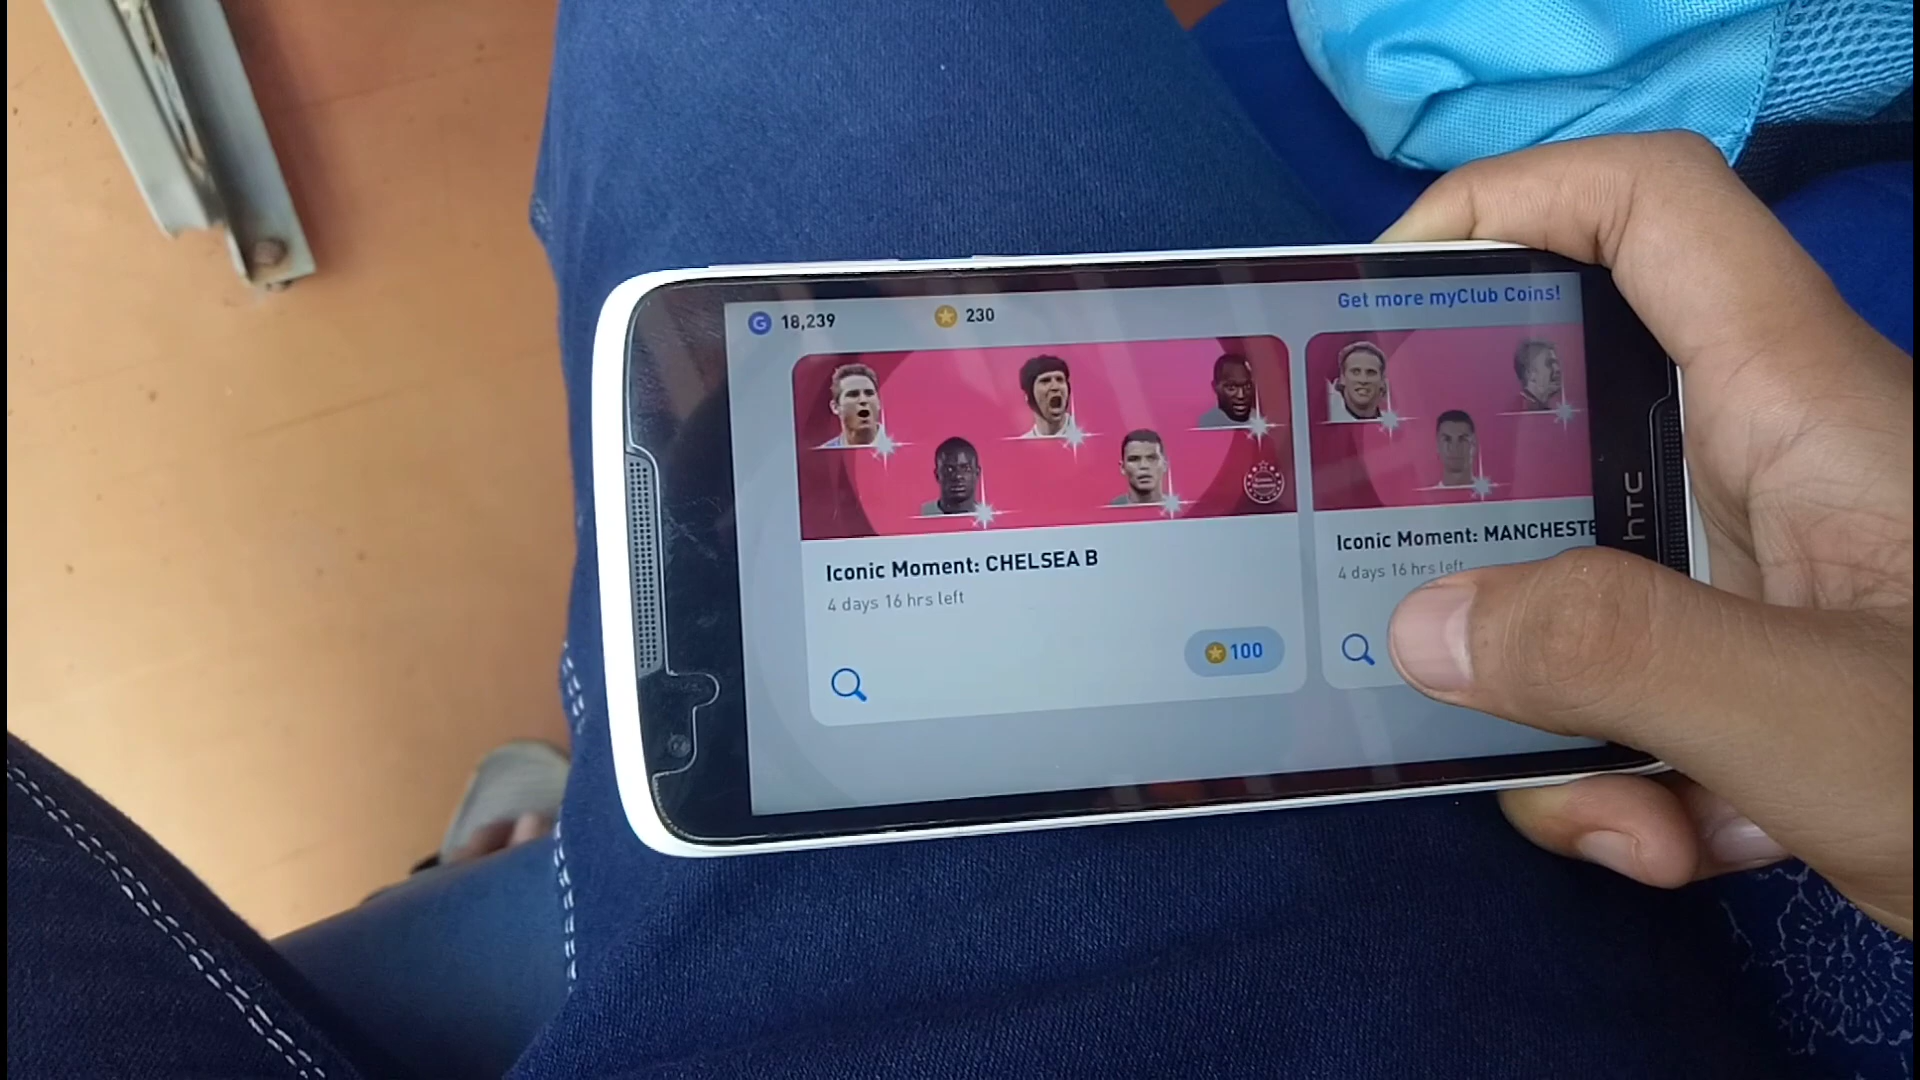 18,239
230
Get more myClub Coins!
Iconic Moment: CHELSEA B
4 days 16 hrs left
100
Iconic Moment: MANCHESTE
4 days 16 hrs left
hTC